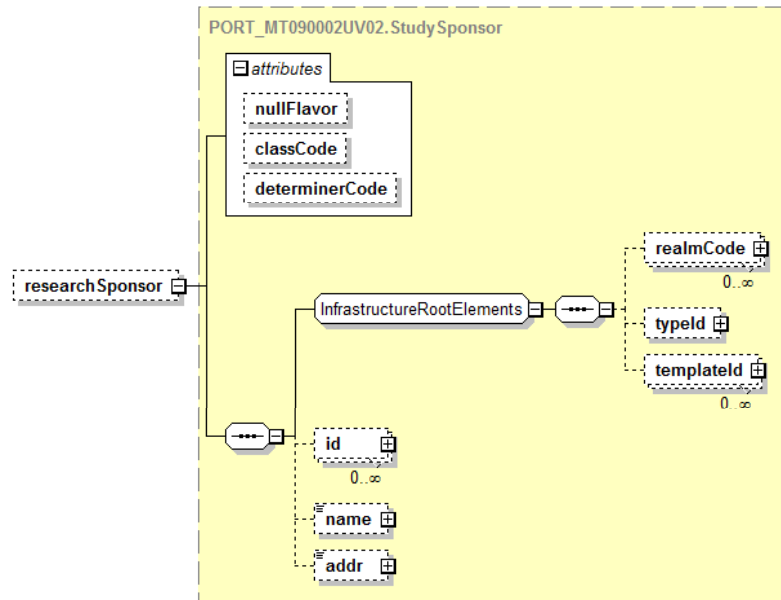 PORT_MT090002UV02.StudySponsor
attributes
nullFlavor
classCode
determinerCode
researchSponsor
InfrastructureRootElements
realmCode
0..∞
typeId
templateId
0..∞
id
0..∞
name
addr